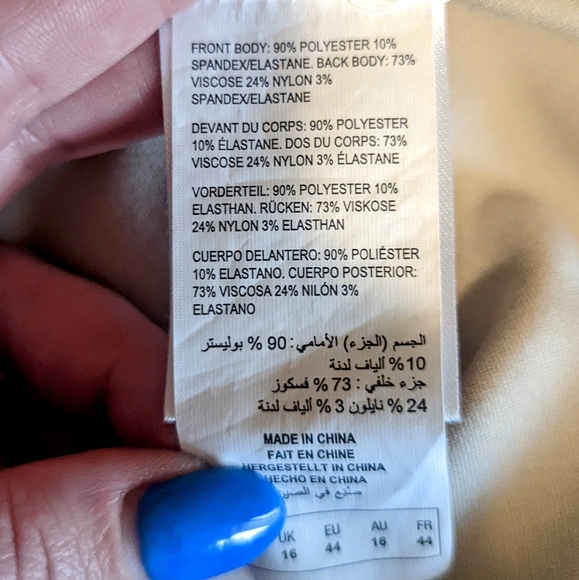 FRONT BODY: 90% POLYESTER 10%
SPANDEX/ELASTANE. BACK BODY: 73%
VISCOSE 24% NYLON 3%
SPANDEX/ELASTANE
DEVANT DU CORPS: 90% POLYESTER
10% ÉLASTANE. DOS DU CORPS: 73%
VISCOSE 24% NYLON 3% ÉLASTANE
VORDERTEIL: 90% POLYESTER 10%
ELASTHAN. RÜCKEN: 73% VISKOSE
24% NYLON 3% ELASTHAN
CUERPO DELANTERO: 90% POLIÉSTER
10% ELASTANO. CUERPO POSTERIOR:
73% VISCOSA 24% NILÓN 3%
ELASTANO
الجسم (الجزء) الأمامي: 90 % بوليستر
10% ألياف لدنة
جزء خلفي : 73 % فسكوز
24 % نايلون 3 % ألياف لدنة
MADE IN CHINA
FAIT EN CHINE
HERGESTELLT IN CHINA
HECHO EN CHINA
صنع في
UK EU AU FR
16 44 16 44